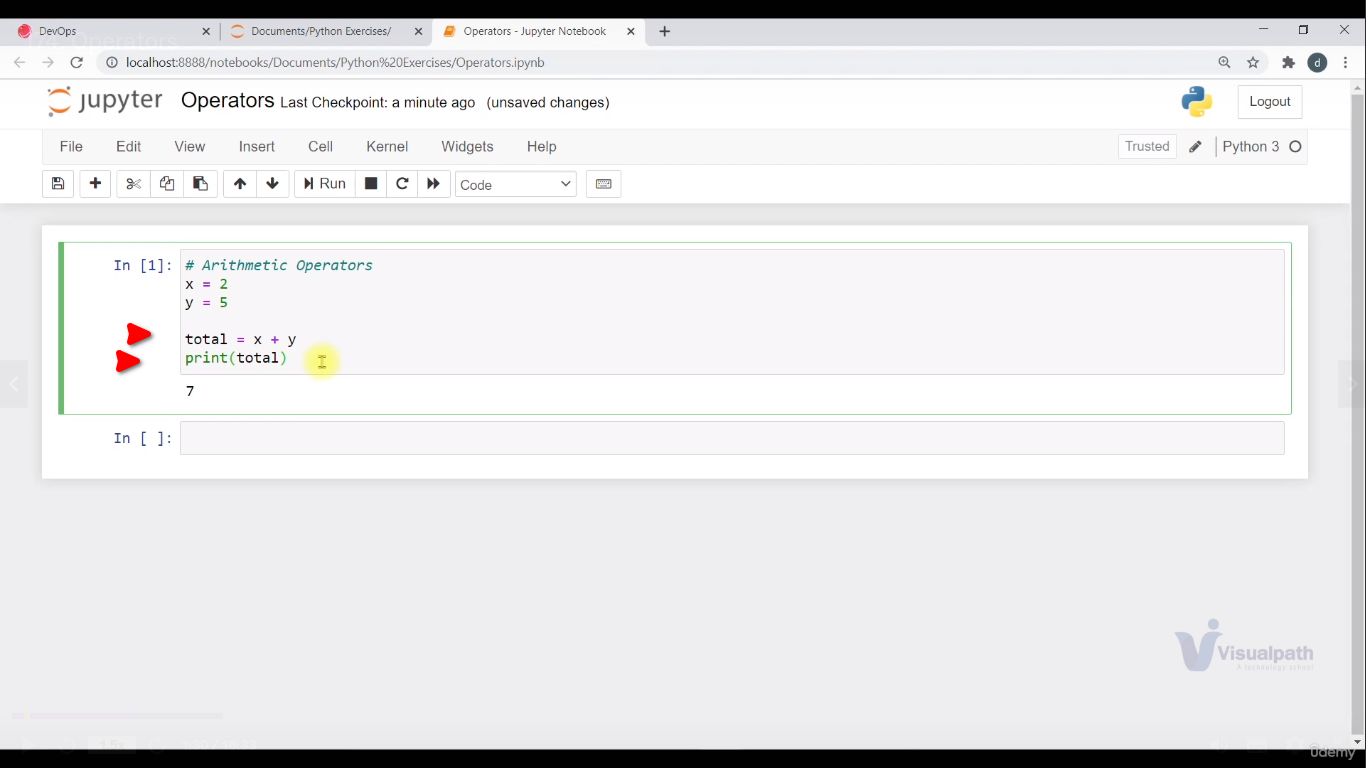 DevOps
Documents/Python Exercises/
Operators - Jupyter Notebook
localhost:8888/notebooks/Documents/Python%20Exercises/Operators.ipynb
d
jupyter Operators Last Checkpoint: a minute ago (unsaved changes)
Logout
File Edit View Insert Cell Kernel Widgets Help
Trusted
Python 3
Run
Code
In [1]:
# Arithmetic Operators
x = 2
y = 5
total = x + y
print(total)
7
In [ ]:
Visualpath
A technology school
Udemy